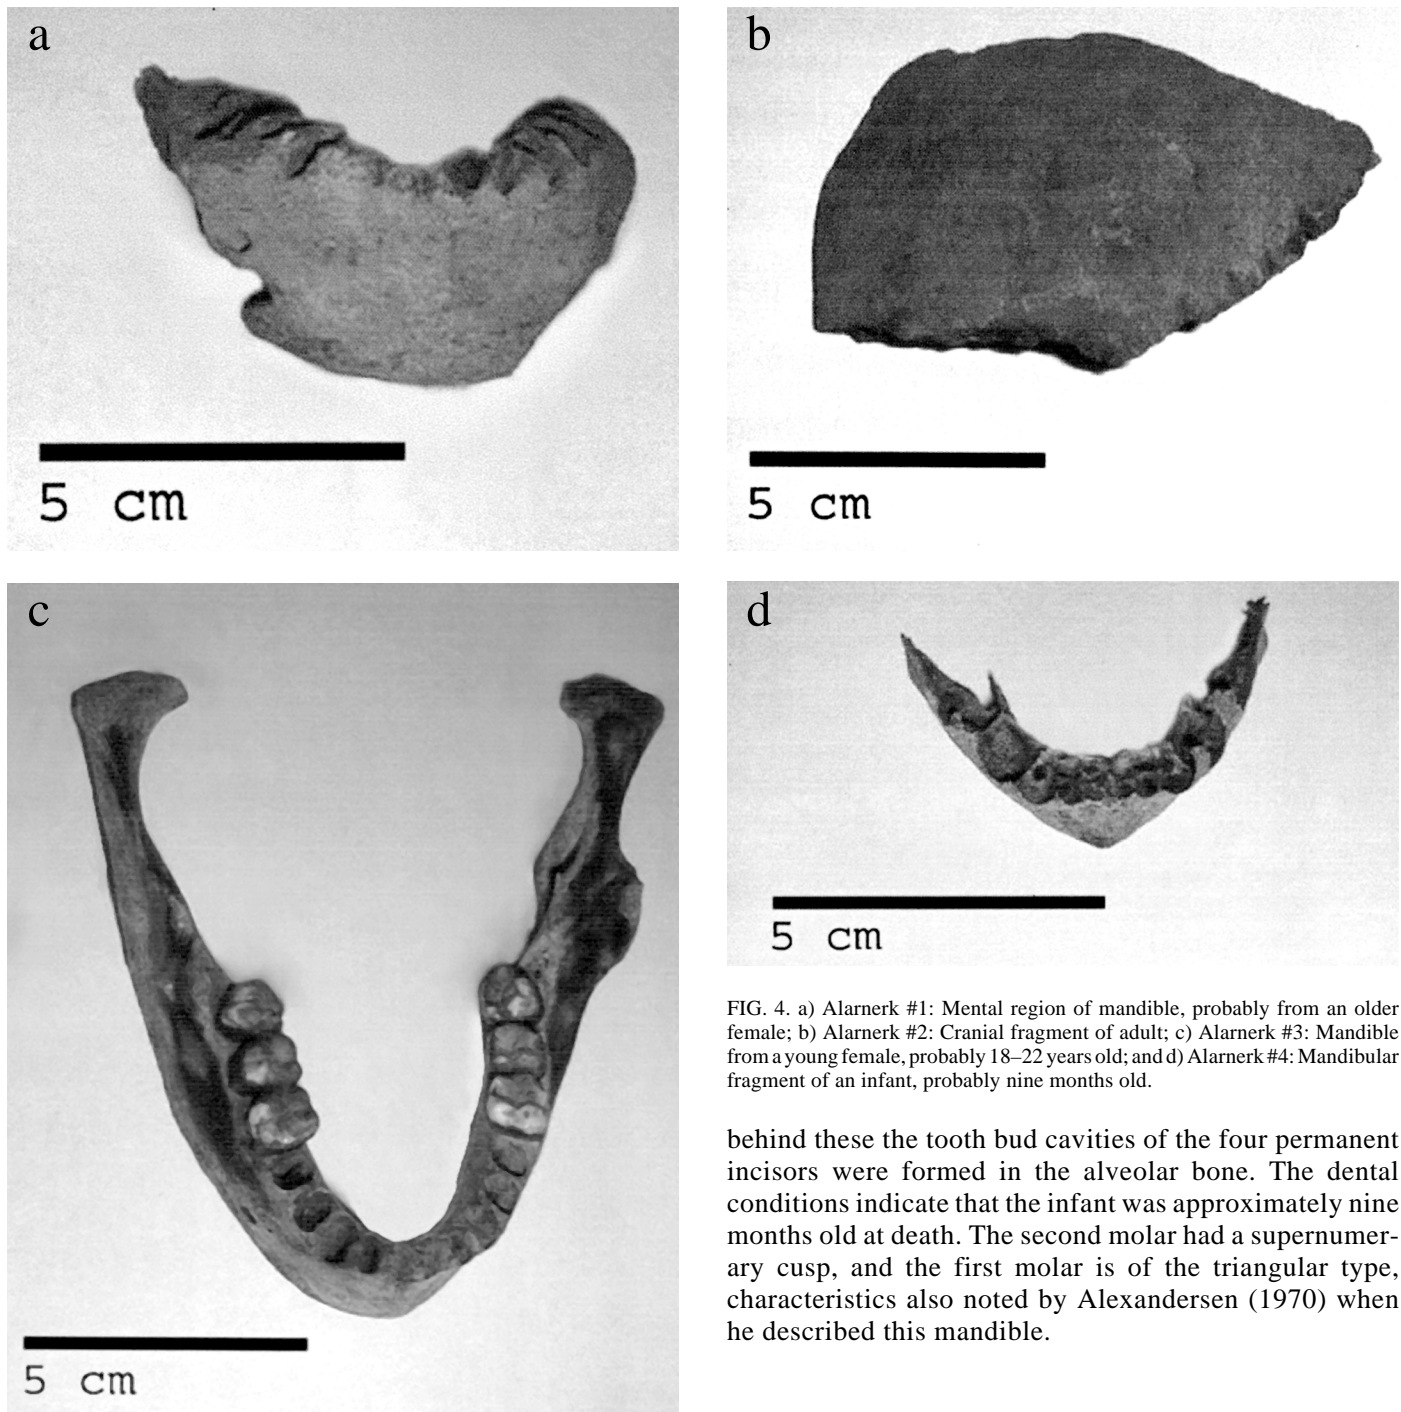 a
5 cm
b
5 cm
c
5 cm
d
5 cm
FIG. 4. a) Alarnerk #1: Mental region of mandible, probably from an older
female; b) Alarnerk #2: Cranial fragment of adult; c) Alarnerk #3: Mandible
from a young female, probably 18–22 years old; and d) Alarnerk #4: Mandibular
fragment of an infant, probably nine months old.
behind these the tooth bud cavities of the four permanent
incisors were formed in the alveolar bone. The dental
conditions indicate that the infant was approximately nine
months old at death. The second molar had a supernumer-
ary cusp, and the first molar is of the triangular type,
characteristics also noted by Alexandersen (1970) when
he described this mandible.